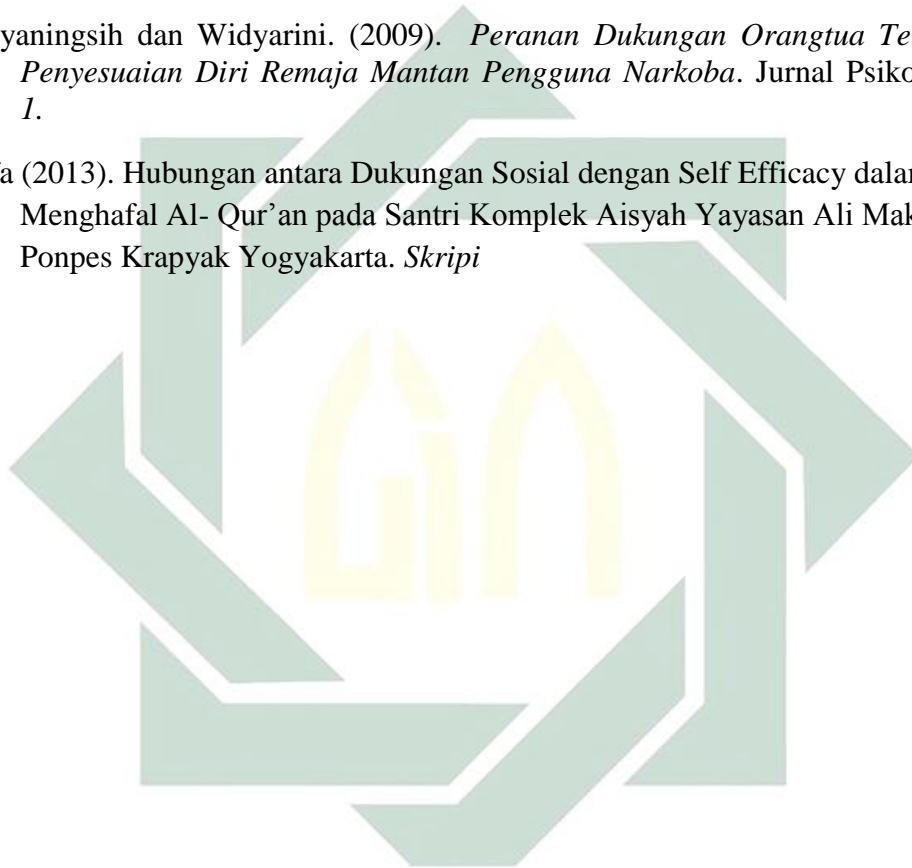 yaningsih dan Widyarini. (2009). Peranan Dukungan Orangtua Te
Penyesuaian Diri Remaja Mantan Pengguna Narkoba. Jurnal Psiko
1.
a (2013). Hubungan antara Dukungan Sosial dengan Self Efficacy dalam
Menghafal Al- Qur’an pada Santri Komplek Aisyah Yayasan Ali Mak
Ponpes Krapyak Yogyakarta. Skripi